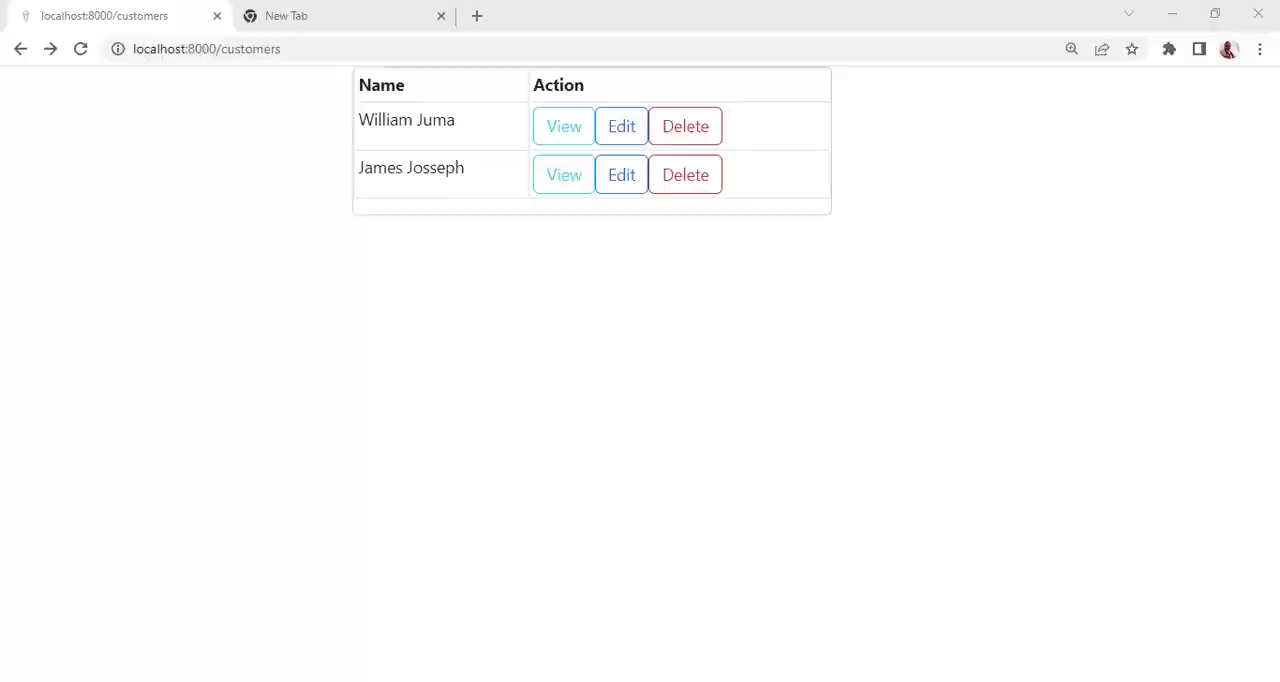 localhost:8000/customers New Tab
localhost:8000/customers
Name Action
William Juma View Edit Delete
James Josseph View Edit Delete